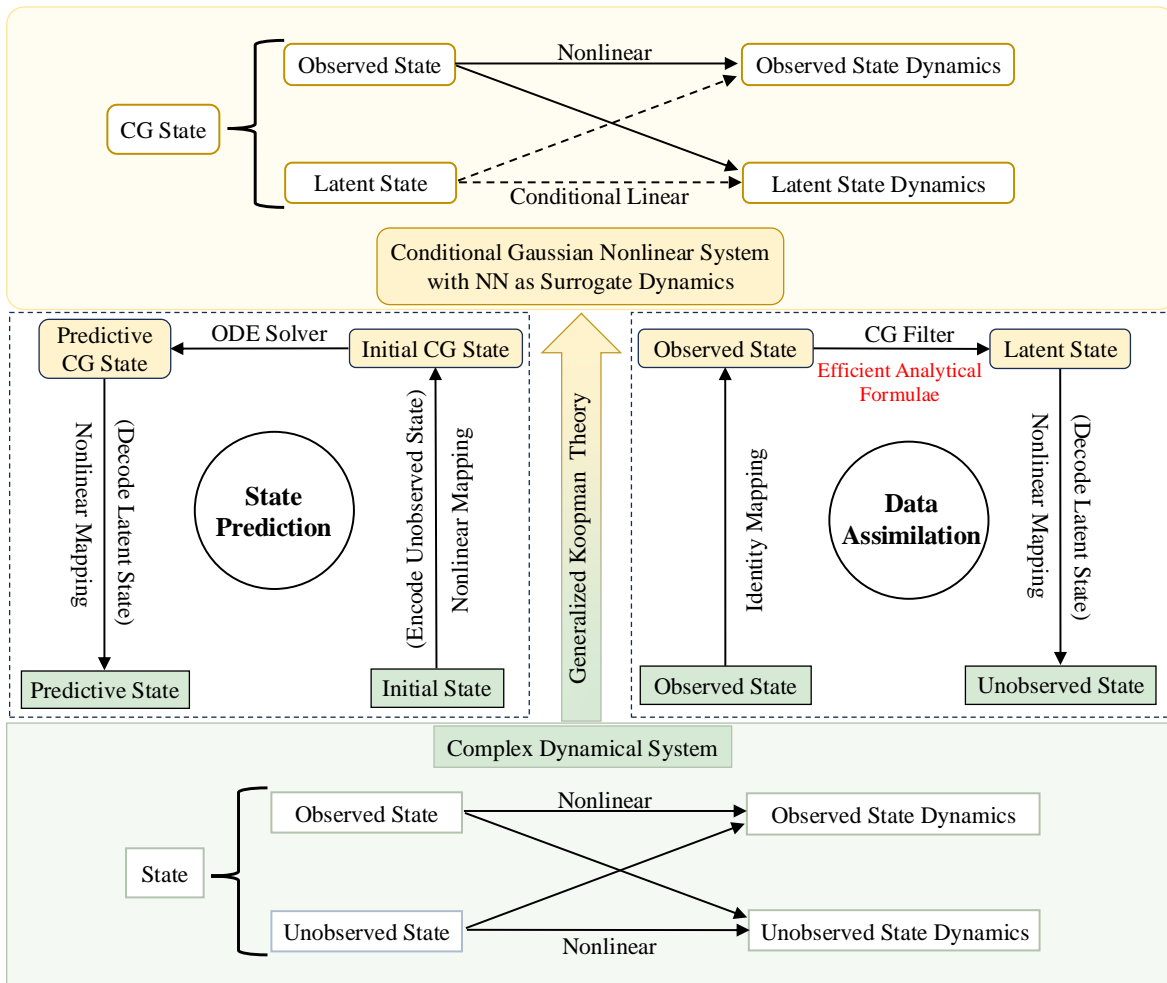 Observed State
Nonlinear
Observed State Dynamics
CG State
Latent State
Conditional Linear
Latent State Dynamics
Conditional Gaussian Nonlinear System
with NN as Surrogate Dynamics
Predictive
CG State
ODE Solver
Initial CG State
(Decode Latent State)
Nonlinear Mapping
State
Prediction
(Encode Unobserved State)
Nonlinear Mapping
Predictive State
Initial State
Generalized Koopman Theory
Observed State
CG Filter
Efficient Analytical
Formulae
Latent State
Identity Mapping
Data
Assimilation
(Decode Latent State)
Nonlinear Mapping
Observed State
Unobserved State
Complex Dynamical System
Observed State
Nonlinear
Observed State Dynamics
State
Unobserved State
Nonlinear
Unobserved State Dynamics